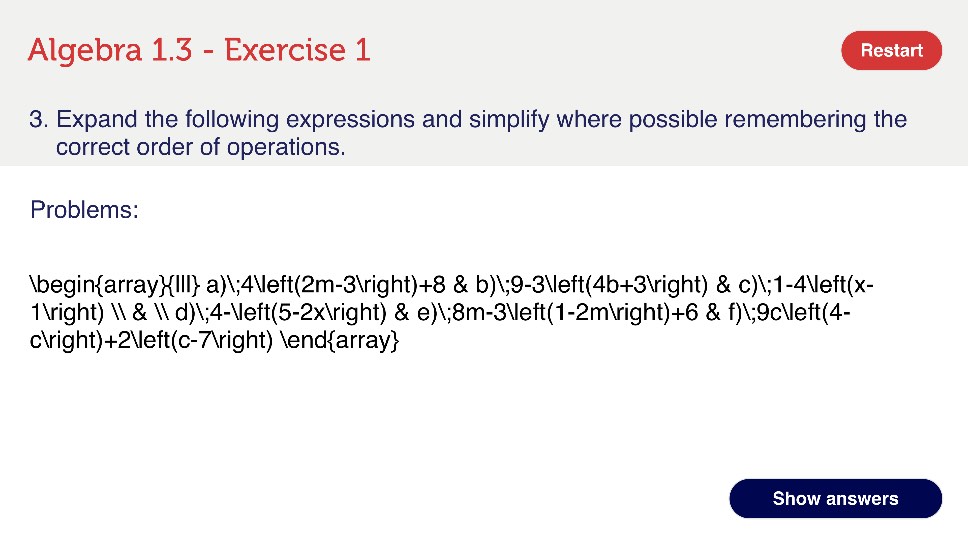 Algebra 1.3 - Exercise 1
Restart
3. Expand the following expressions and simplify where possible remembering the
correct order of operations.
Problems:
\begin{array}{lll} a)\;4\left(2m-3\right)+8 & b)\;9-3\left(4b+3\right) & c)\;1-4\left(x-
1\right) \\ & \\ d)\;4-\left(5-2x\right) & e)\;8m-3\left(1-2m\right)+6 & f)\;9c\left(4-
c\right)+2\left(c-7\right) \end{array}
Show answers